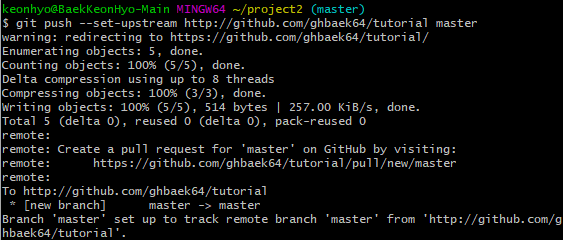 keonhyo@BaekKeonHyo-Main MINGW64 ~/project2 (master)
$ git push --set-upstream http://github.com/ghbaek64/tutorial master
warning: redirecting to https://github.com/ghbaek64/tutorial/
Enumerating objects: 5, done.
Counting objects: 100% (5/5), done.
Delta compression using up to 8 threads
Compressing objects: 100% (3/3), done.
Writing objects: 100% (5/5), 514 bytes | 257.00 KiB/s, done.
Total 5 (delta 0), reused 0 (delta 0), pack-reused 0
remote:
remote: Create a pull request for 'master' on GitHub by visiting:
remote:      https://github.com/ghbaek64/tutorial/pull/new/master
remote:
To http://github.com/ghbaek64/tutorial
 * [new branch]      master -> master
Branch 'master' set up to track remote branch 'master' from 'http://github.com/g
hbaek64/tutorial'.